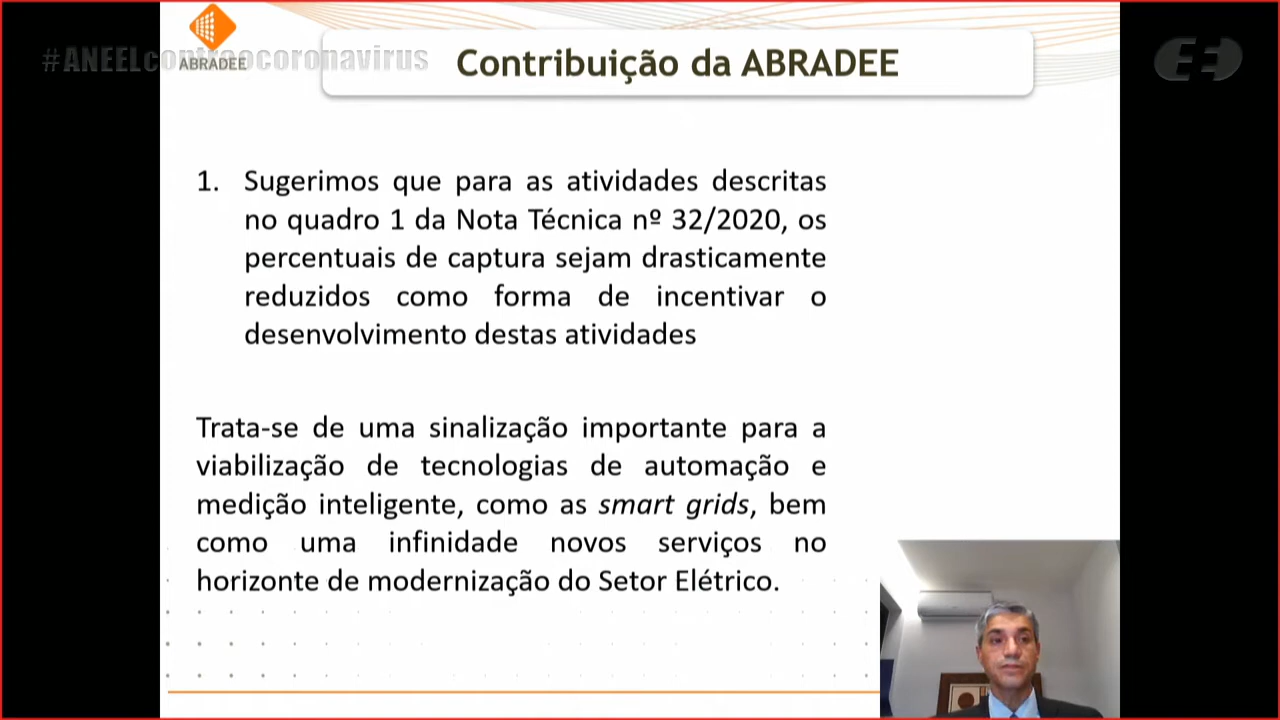 #ANEELcontraocoronavirus
ABRADEE
Contribuição da ABRADEE
1. Sugerimos que para as atividades descritas
no quadro 1 da Nota Técnica nº 32/2020, os
percentuais de captura sejam drasticamente
reduzidos como forma de incentivar o
desenvolvimento destas atividades
Trata-se de uma sinalização importante para a
viabilização de tecnologias de automação e
medição inteligente, como as smart grids, bem
como uma infinidade novos serviços no
horizonte de modernização do Setor Elétrico.